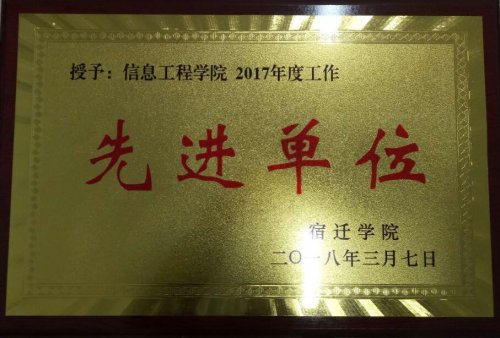 授予：信息工程学院 2017年度工作
先进单位
宿迁学院
二〇一八年三月七日